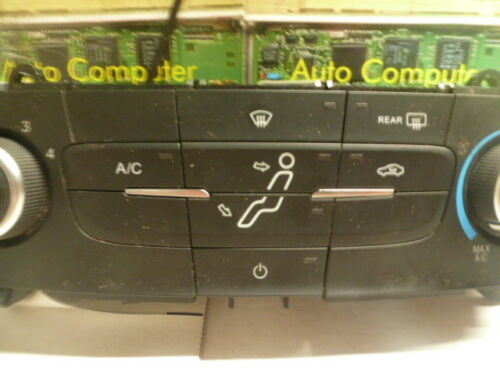 Auto Computer Auto Computer
REAR
3
4
A/C
MAX
A/C